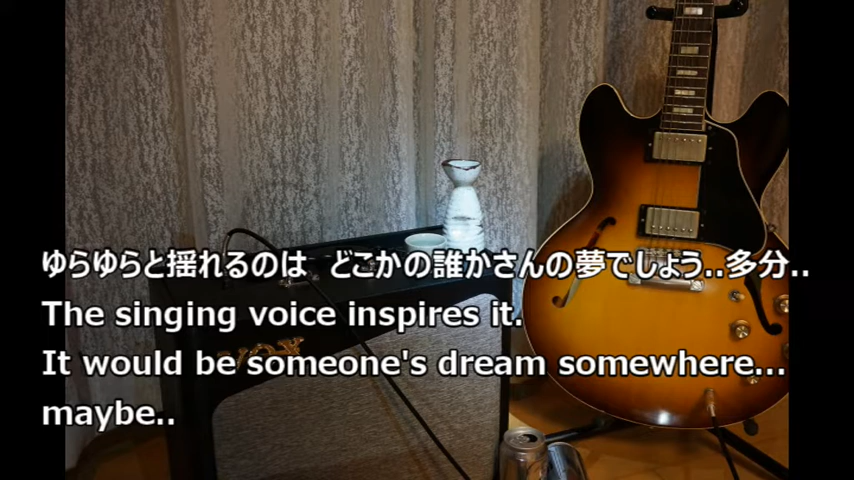 ゆらゆらと揺れるのは　どこかの誰かさんの夢でしょう‥多分‥
The singing voice inspires it.
It would be someone's dream somewhere...
maybe..
VOX